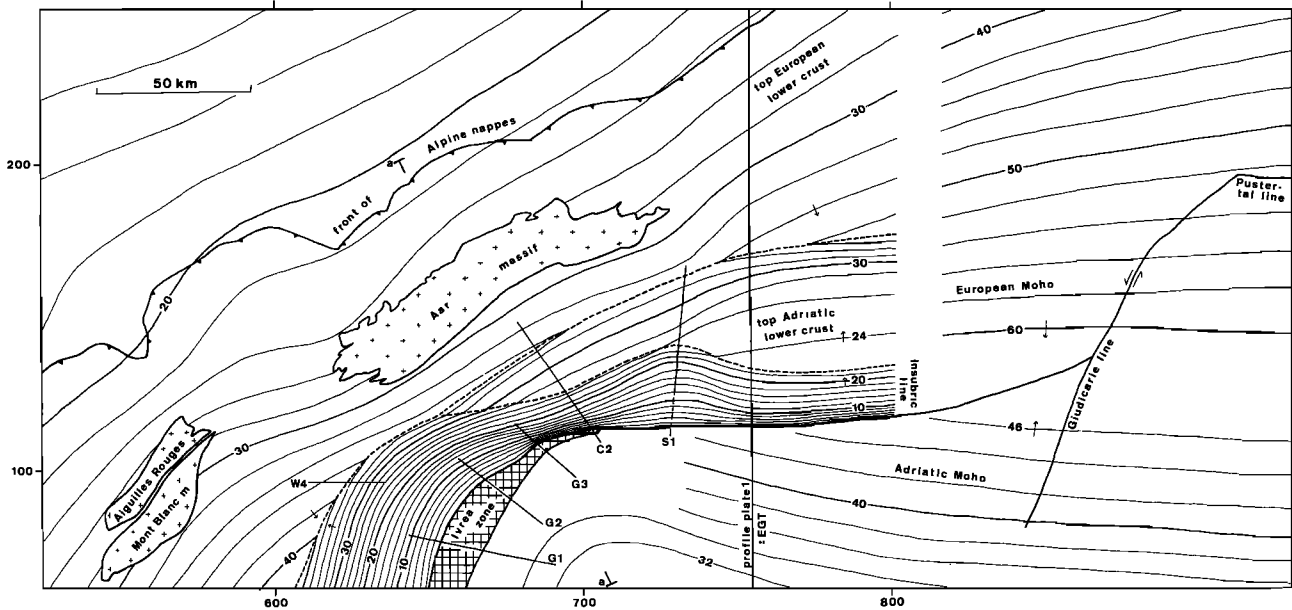 50 km
200
100
600
700
800
front of
Alpine nappes
a
top European
lower crust
40
30
50
20
Aar
massif
30
European Moho
60
Puster-
tal line
Giudicarie line
top Adriatic
lower crust
24
20
10
insubric
line
46
Adriatic Moho
40
32
Aiguilles Rouges
Mont Blanc m
30
40
W4
30
20
10
Ivrea
zone
G1
G2
G3
C2
S1
profile plate1
: EGT
a